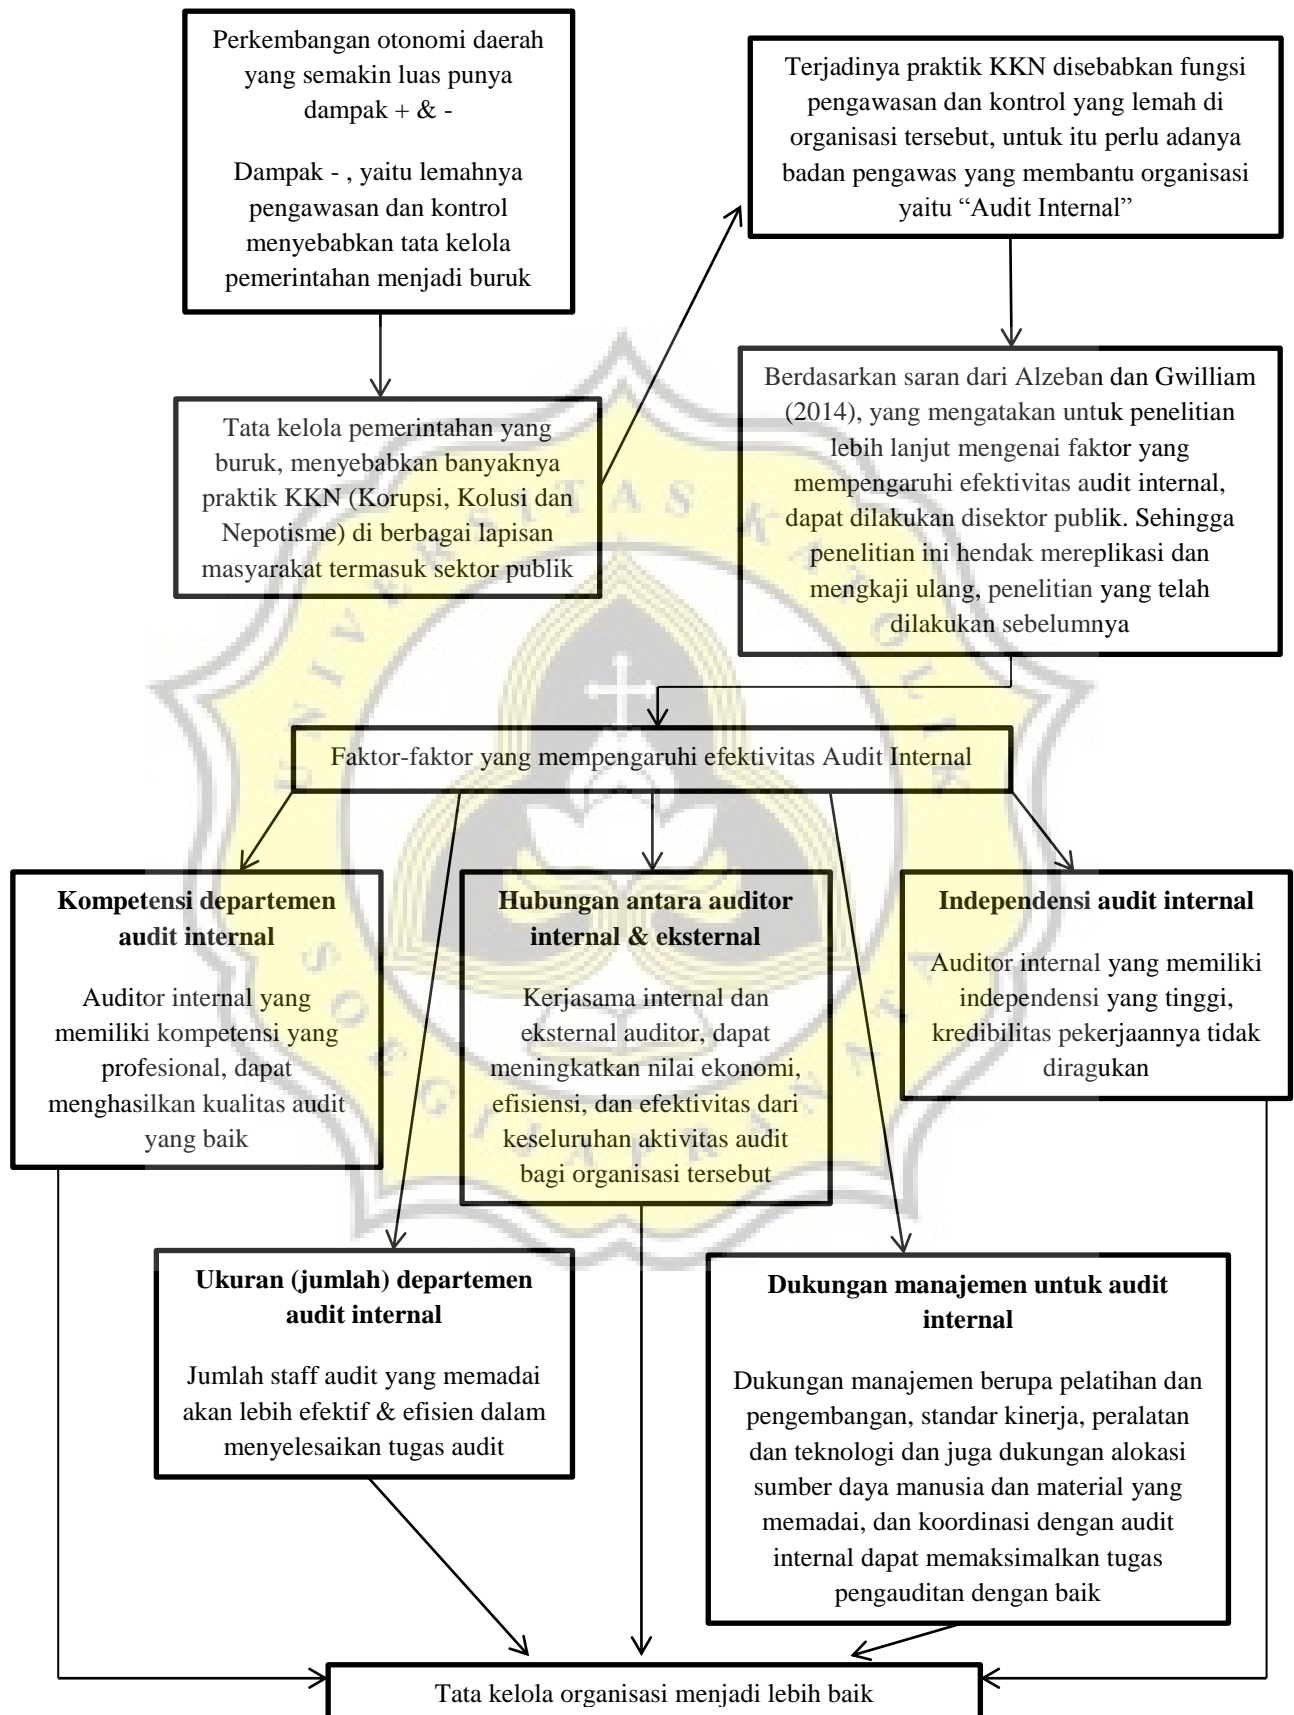 Perkembangan otonomi daerah
yang semakin luas punya
dampak + & -
Dampak - , yaitu lemahnya
pengawasan dan kontrol
menyebabkan tata kelola
pemerintahan menjadi buruk
Tata kelola pemerintahan yang
buruk, menyebabkan banyaknya
praktik KKN (Korupsi, Kolusi dan
Nepotisme) di berbagai lapisan
masyarakat termasuk sektor publik
Terjadinya praktik KKN disebabkan fungsi
pengawasan dan kontrol yang lemah di
organisasi tersebut, untuk itu perlu adanya
badan pengawas yang membantu organisasi
yaitu “Audit Internal”
Berdasarkan saran dari Alzeban dan Gwilliam
(2014), yang mengatakan untuk penelitian
lebih lanjut mengenai faktor yang
mempengaruhi efektivitas audit internal,
dapat dilakukan disektor publik. Sehingga
penelitian ini hendak mereplikasi dan
mengkaji ulang, penelitian yang telah
dilakukan sebelumnya
Faktor-faktor yang mempengaruhi efektivitas Audit Internal
Kompetensi departemen
audit internal
Auditor internal yang
memiliki kompetensi yang
profesional, dapat
menghasilkan kualitas audit
yang baik
Hubungan antara auditor
internal & eksternal
Kerjasama internal dan
eksternal auditor, dapat
meningkatkan nilai ekonomi,
efisiensi, dan efektivitas dari
keseluruhan aktivitas audit
bagi organisasi tersebut
Independensi audit internal
Auditor internal yang memiliki
independensi yang tinggi,
kredibilitas pekerjaannya tidak
diragukan
Ukuran (jumlah) departemen
audit internal
Jumlah staff audit yang memadai
akan lebih efektif & efisien dalam
menyelesaikan tugas audit
Dukungan manajemen untuk audit
internal
Dukungan manajemen berupa pelatihan dan
pengembangan, standar kinerja, peralatan
dan teknologi dan juga dukungan alokasi
sumber daya manusia dan material yang
memadai, dan koordinasi dengan audit
internal dapat memaksimalkan tugas
pengauditan dengan baik
Tata kelola organisasi menjadi lebih baik
UNIVERSITAS KATOLIK
SOEGIJAPRANATA